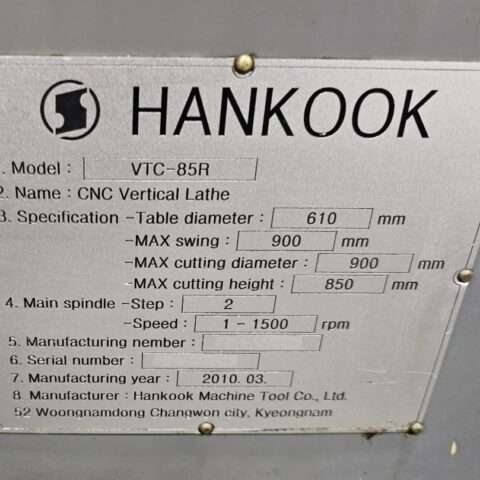 HANKOOK
1. Model : VTC-85R
2. Name : CNC Vertical Lathe
3. Specification -Table diameter : 610 mm
-MAX swing : 900 mm
-MAX cutting diameter : 900 mm
-MAX cutting height : 850 mm
4. Main spindle -Step : 2
-Speed : 1 - 1500 rpm
5. Manufacturing nember :
6. Serial number :
7. Manufacturing year : 2010. 03.
8. Manufacturer : Hankook Machine Tool Co., Ltd.
52 Woongnamdong Changwon city, Kyeongnam